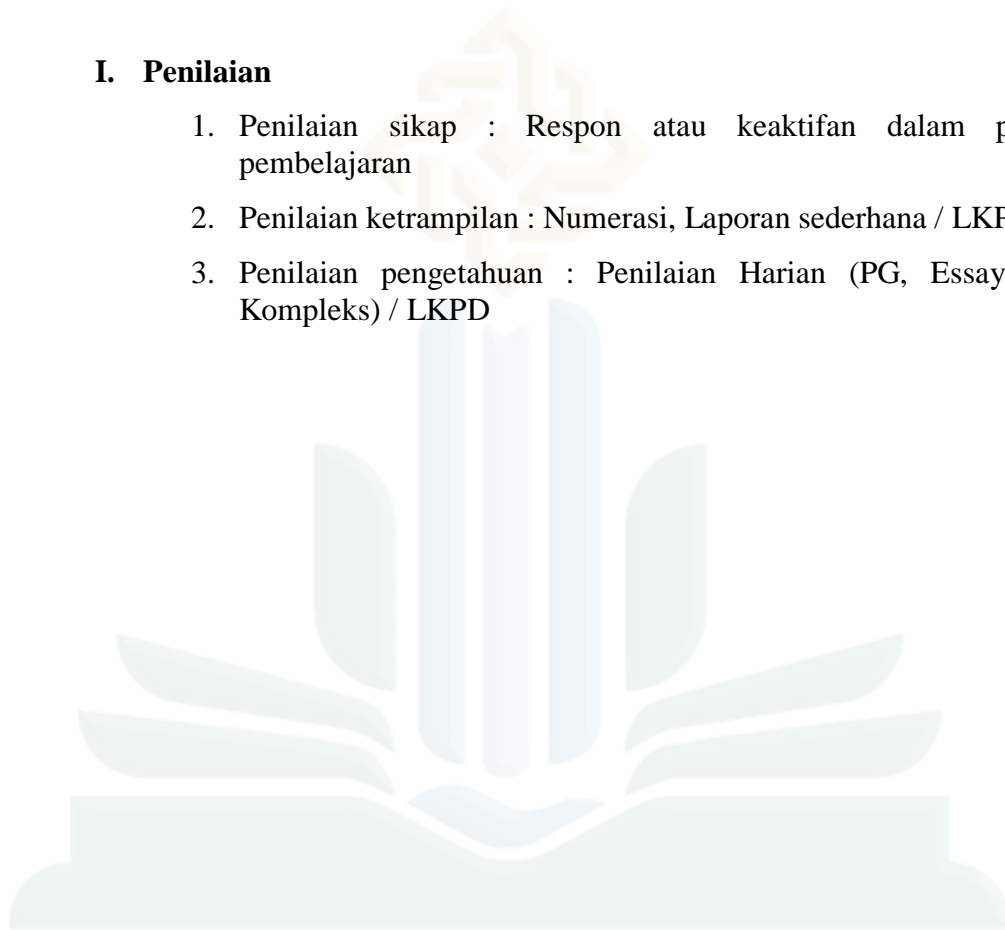 I. Penilaian
1. Penilaian sikap : Respon atau keaktifan dalam
pembelajaran
2. Penilaian ketrampilan : Numerasi, Laporan sederhana /
3. Penilaian pengetahuan : Penilaian Harian (PG, Essay
Kompleks) / LKPD